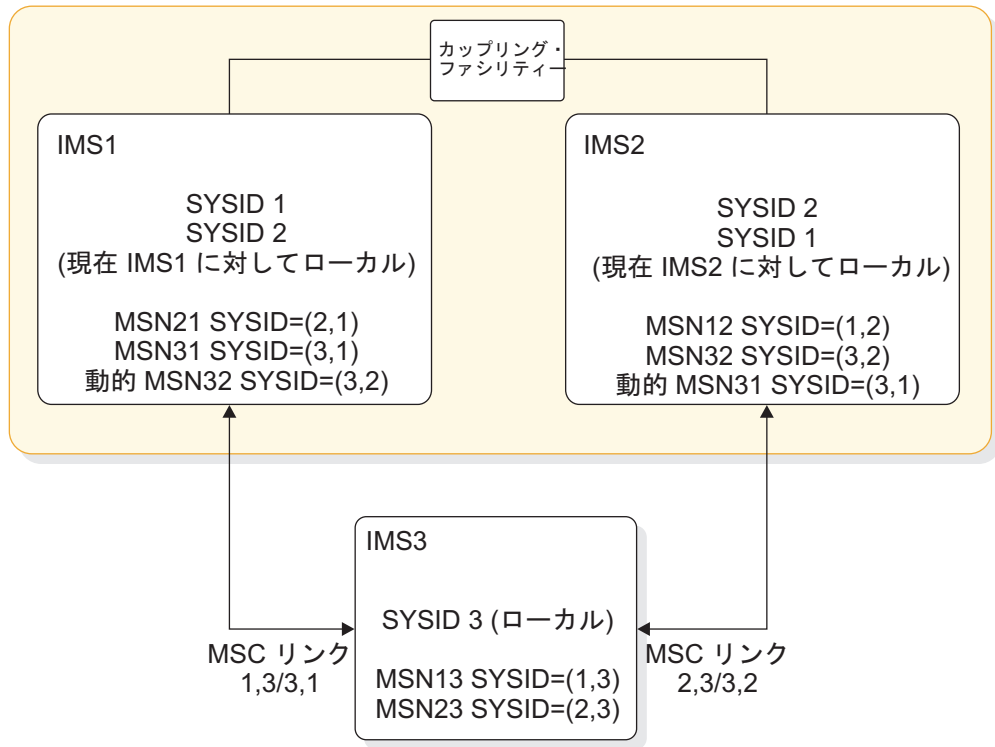 カップリング・
ファシリティー
IMS1
SYSID 1
SYSID 2
(現在 IMS1 に対してローカル)
MSN21 SYSID=(2,1)
MSN31 SYSID=(3,1)
動的 MSN32 SYSID=(3,2)
IMS2
SYSID 2
SYSID 1
(現在 IMS2 に対してローカル)
MSN12 SYSID=(1,2)
MSN32 SYSID=(3,2)
動的 MSN31 SYSID=(3,1)
IMS3
SYSID 3 (ローカル)
MSN13 SYSID=(1,3)
MSN23 SYSID=(2,3)
MSC リンク
1,3/3,1
MSC リンク
2,3/3,2